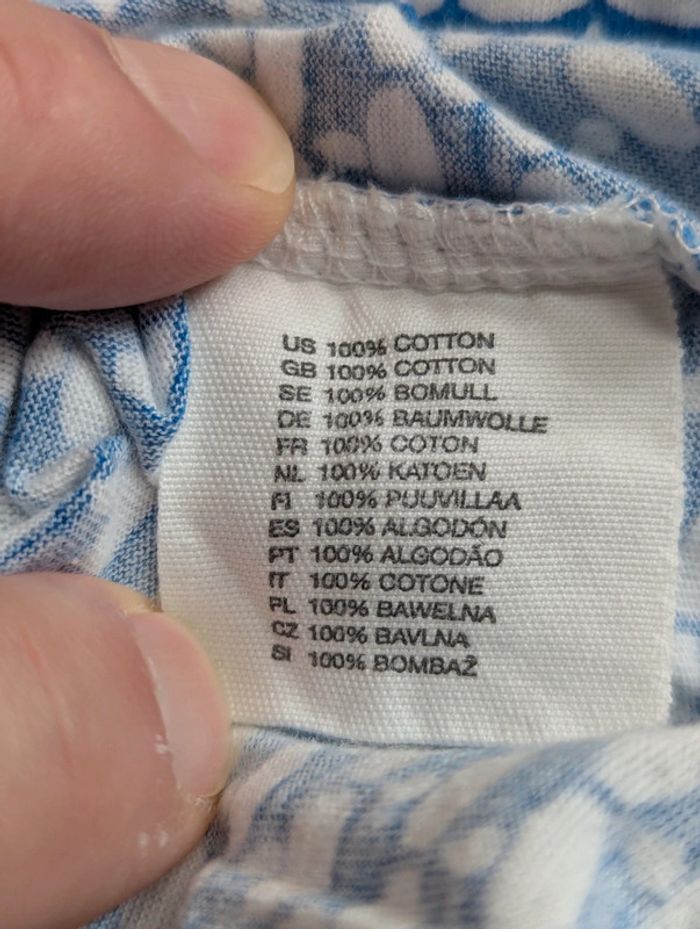 US 100% COTTON
GB 100% COTTON
SE 100% BOMULL
DE 100% BAUMWOLLE
FR 100% COTON
NL 100% KATOEN
FI 100% PUUVILLAA
ES 100% ALGODÓN
PT 100% ALGODÃO
IT 100% COTONE
PL 100% BAWELNA
CZ 100% BAVLNA
SI 100% BOMBAŽ